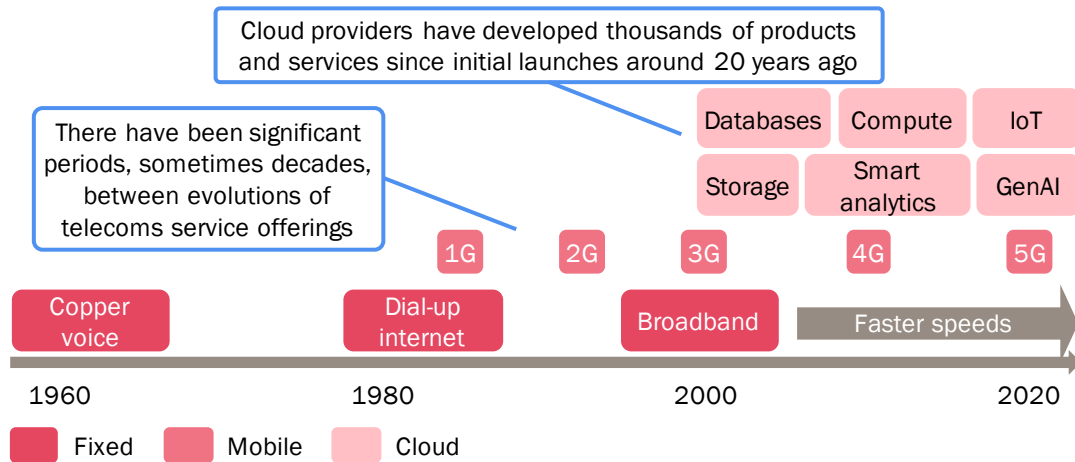 Cloud providers have developed thousands of products
and services since initial launches around 20 years ago
There have been significant
periods, sometimes decades,
between evolutions of
telecoms service offerings
Databases
Compute
IoT
Storage
Smart
analytics
GenAI
1G
2G
3G
4G
5G
Copper
voice
Dial-up
internet
Broadband
Faster speeds
1960
1980
2000
2020
Fixed
Mobile
Cloud